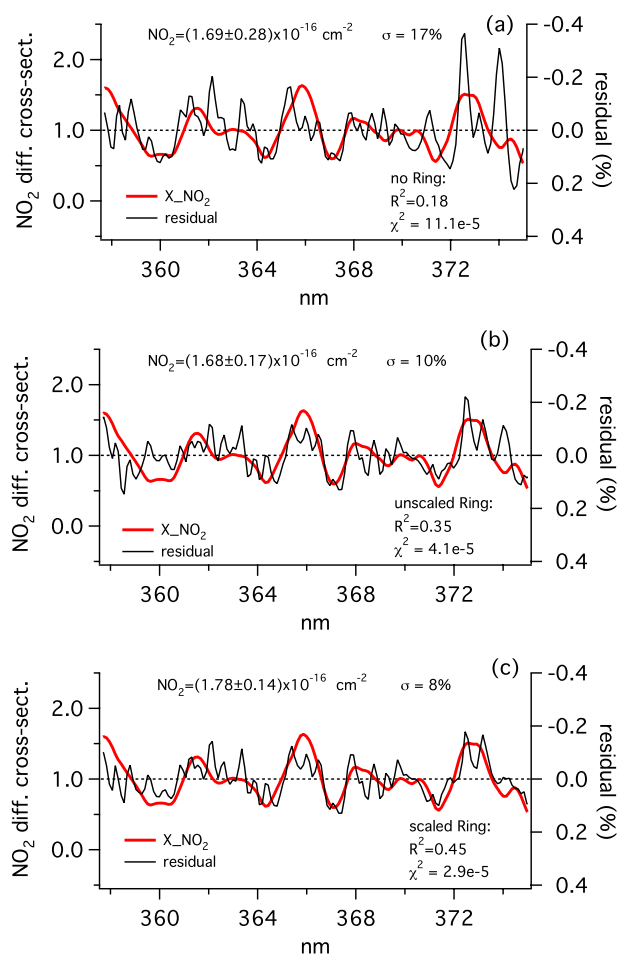 (a)
NO2=(1.69±0.28)x10-16 cm-2 σ = 17%
-0.4
2.0
-0.2
1.0
0.0
0.2
0.0
0.4
NO2 diff. cross-sect.
residual (%)
X_NO2
residual
no Ring:
R2=0.18
χ2 = 11.1e-5
360 364 368 372
nm
(b)
NO2=(1.68±0.17)x10-16 cm-2 σ = 10%
-0.4
2.0
-0.2
1.0
0.0
0.2
0.0
0.4
NO2 diff. cross-sect.
residual (%)
X_NO2
residual
unscaled Ring:
R2=0.35
χ2 = 4.1e-5
360 364 368 372
nm
(c)
NO2=(1.78±0.14)x10-16 cm-2 σ = 8%
-0.4
2.0
-0.2
1.0
0.0
0.2
0.0
0.4
NO2 diff. cross-sect.
residual (%)
X_NO2
residual
scaled Ring:
R2=0.45
χ2 = 2.9e-5
360 364 368 372
nm